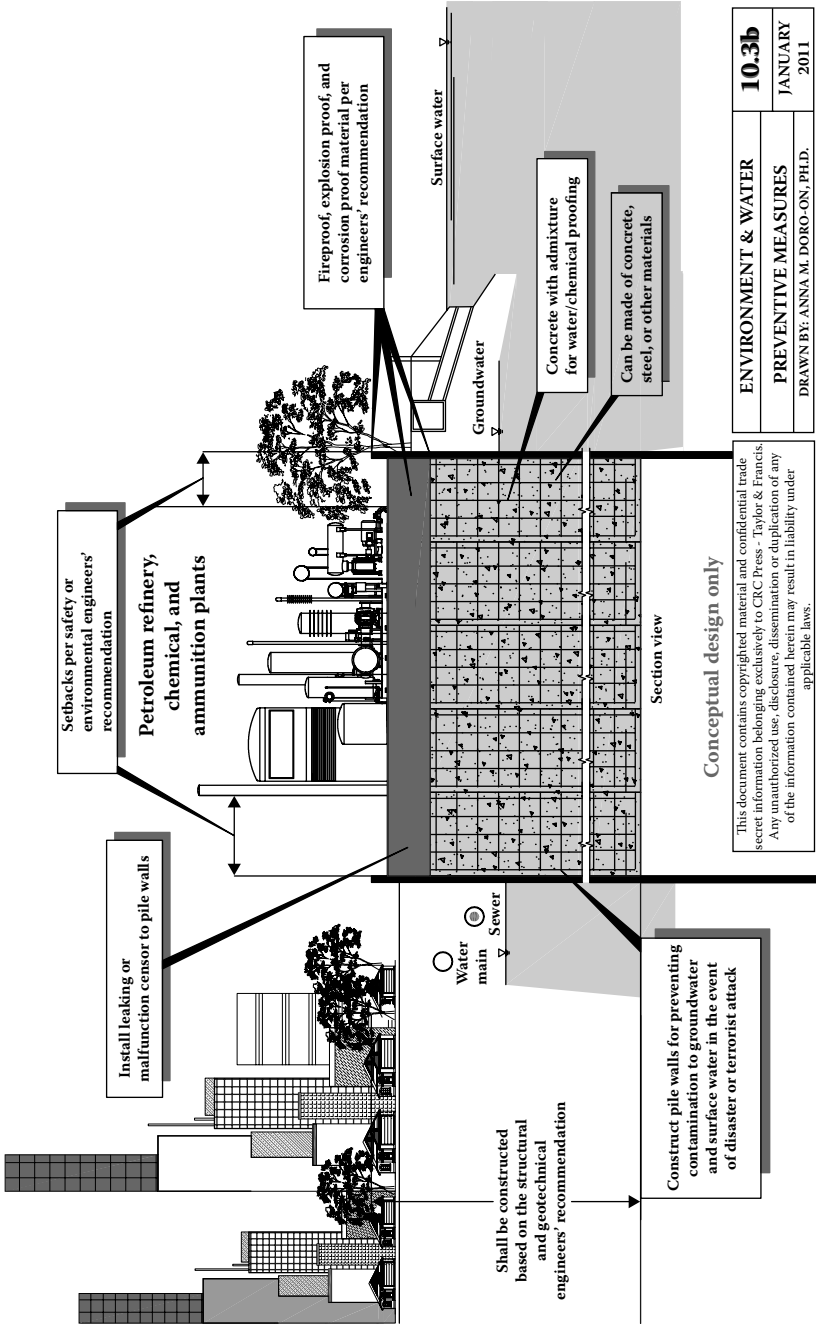 Install leaking or
malfunction censor to pile walls
Setbacks per safety or
environmental engineers’
recommendation
Petroleum refinery,
chemical, and
ammunition plants
Fireproof, explosion proof, and
corrosion proof material per
engineers’ recommendation
Surface water
Groundwater
Water
main
Sewer
Concrete with admixture
for water/chemical proofing
Can be made of concrete,
steel, or other materials
Shall be constructed
based on the structural
and geotechnical
engineers’ recommendation
Construct pile walls for preventing
contamination to groundwater
and surface water in the event
of disaster or terrorist attack
Section view
Conceptual design only
This document contains copyrighted material and confidential trade
secret information belonging exclusively to CRC Press - Taylor & Francis.
Any unauthorized use, disclosure, dissemination or duplication of any
of the information contained herein may result in liability under
applicable laws.
ENVIRONMENT & WATER
PREVENTIVE MEASURES
DRAWN BY: ANNA M. DORO-ON, PH.D.
10.3b
JANUARY
2011